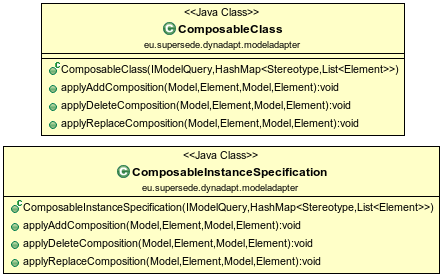 <<Java Class>>
ComposableClass
eu.supersede.dynadapt.modeladapter
ComposableClass(IModelQuery,HashMap<Stereotype,List<Element>>)
applyAddComposition(Model,Element,Model,Element):void
applyDeleteComposition(Model,Element,Model,Element):void
applyReplaceComposition(Model,Element,Model,Element):void
<<Java Class>>
ComposableInstanceSpecification
eu.supersede.dynadapt.modeladapter
ComposableInstanceSpecification(IModelQuery,HashMap<Stereotype,List<Element>>)
applyAddComposition(Model,Element,Model,Element):void
applyDeleteComposition(Model,Element,Model,Element):void
applyReplaceComposition(Model,Element,Model,Element):void